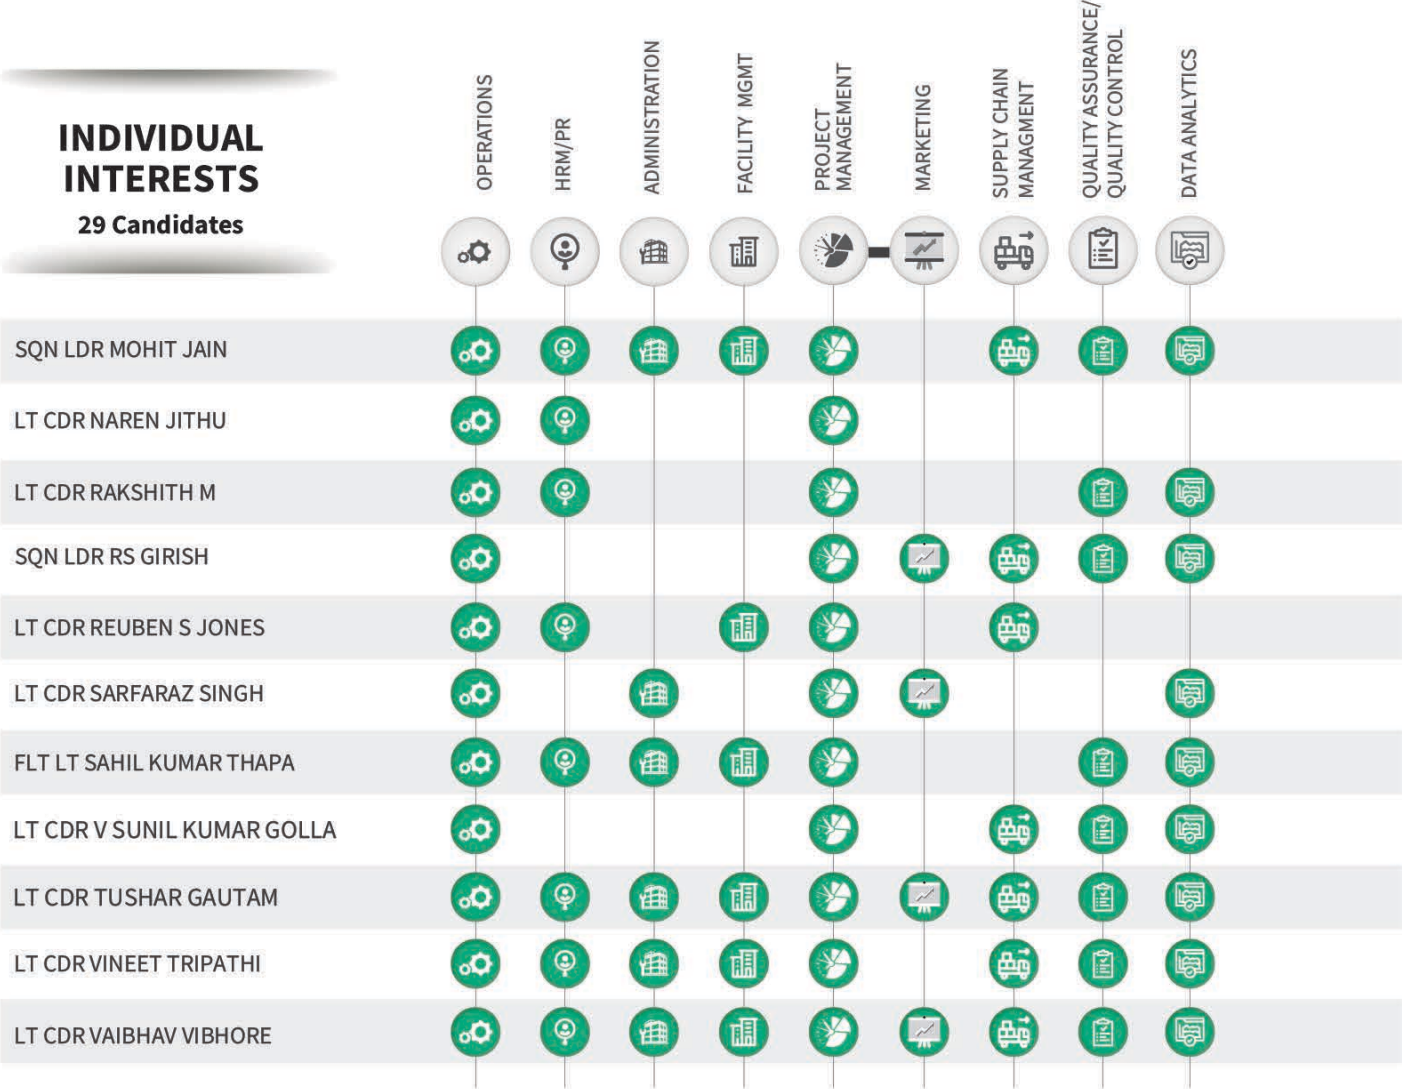 INDIVIDUAL
INTERESTS
29 Candidates
OPERATIONS
HRM/PR
ADMINISTRATION
FACILITY MGMT
PROJECT
MANAGEMENT
MARKETING
SUPPLY CHAIN
MANAGMENT
QUALITY ASSURANCE/
QUALITY CONTROL
DATA ANALYTICS
SQN LDR MOHIT JAIN
LT CDR NAREN JITHU
LT CDR RAKSHITH M
SQN LDR RS GIRISH
LT CDR REUBEN S JONES
LT CDR SARFARAZ SINGH
FLT LT SAHIL KUMAR THAPA
LT CDR V SUNIL KUMAR GOLLA
LT CDR TUSHAR GAUTAM
LT CDR VINEET TRIPATHI
LT CDR VAIBHAV VIBHORE